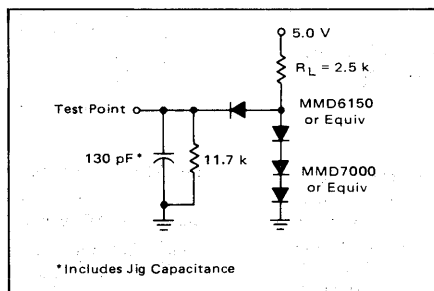 5.0 V
R_L = 2.5 k
Test Point
MMD6150
or Equiv
130 pF*
11.7 k
MMD7000
or Equiv
*Includes Jig Capacitance